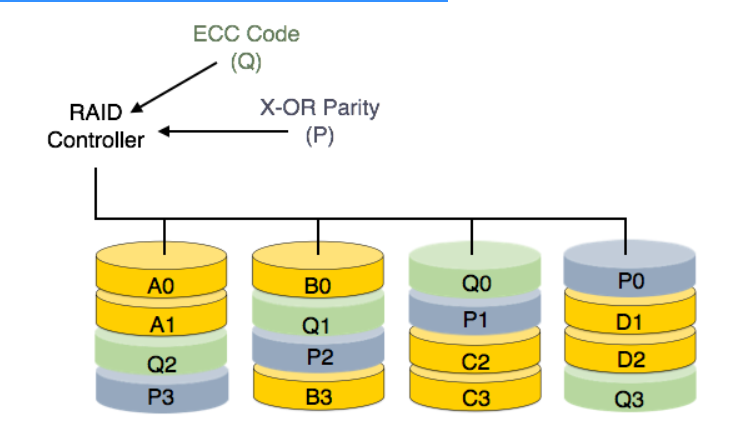 ECC Code
(Q)
RAID
Controller
X-OR Parity
(P)
A0
B0
Q0
P0
A1
Q1
P1
D1
Q2
P2
C2
D2
P3
B3
C3
Q3